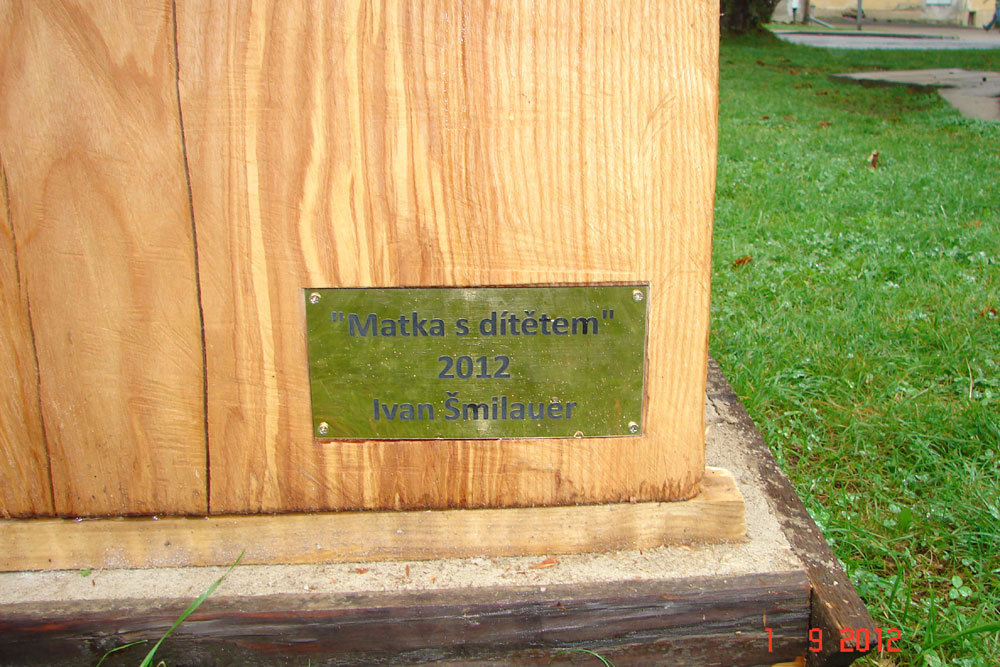 "Matka s dítětem"
2012
Ivan Šmilauer
1 9 2012